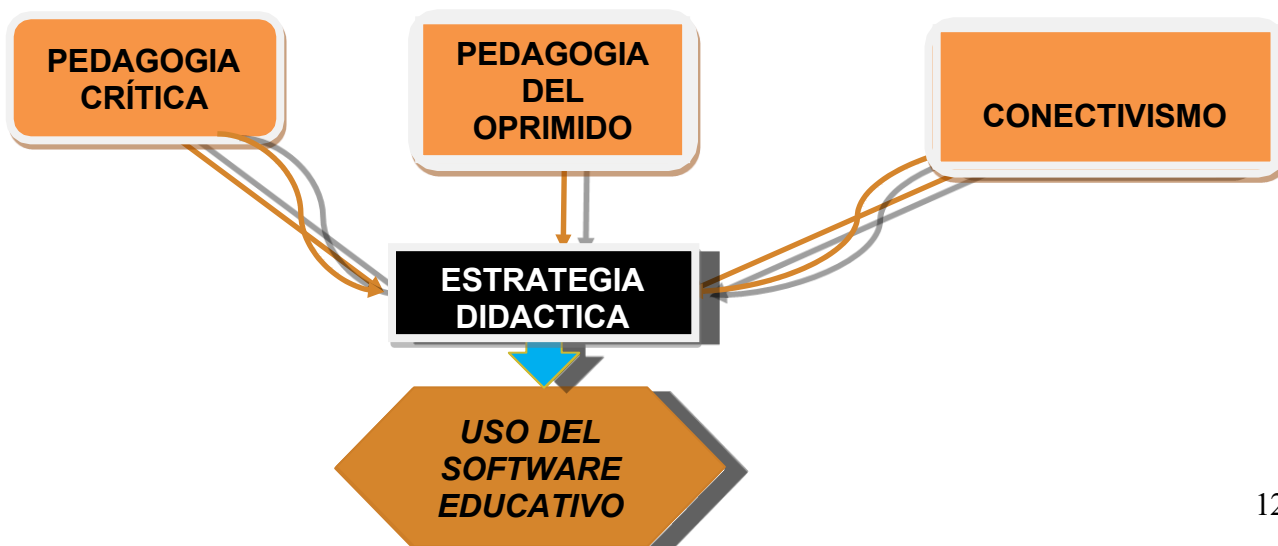 PEDAGOGIA
CRÍTICA
PEDAGOGIA
DEL
OPRIMIDO
CONECTIVISMO
ESTRATEGIA
DIDACTICA
USO DEL
SOFTWARE
EDUCATIVO
12